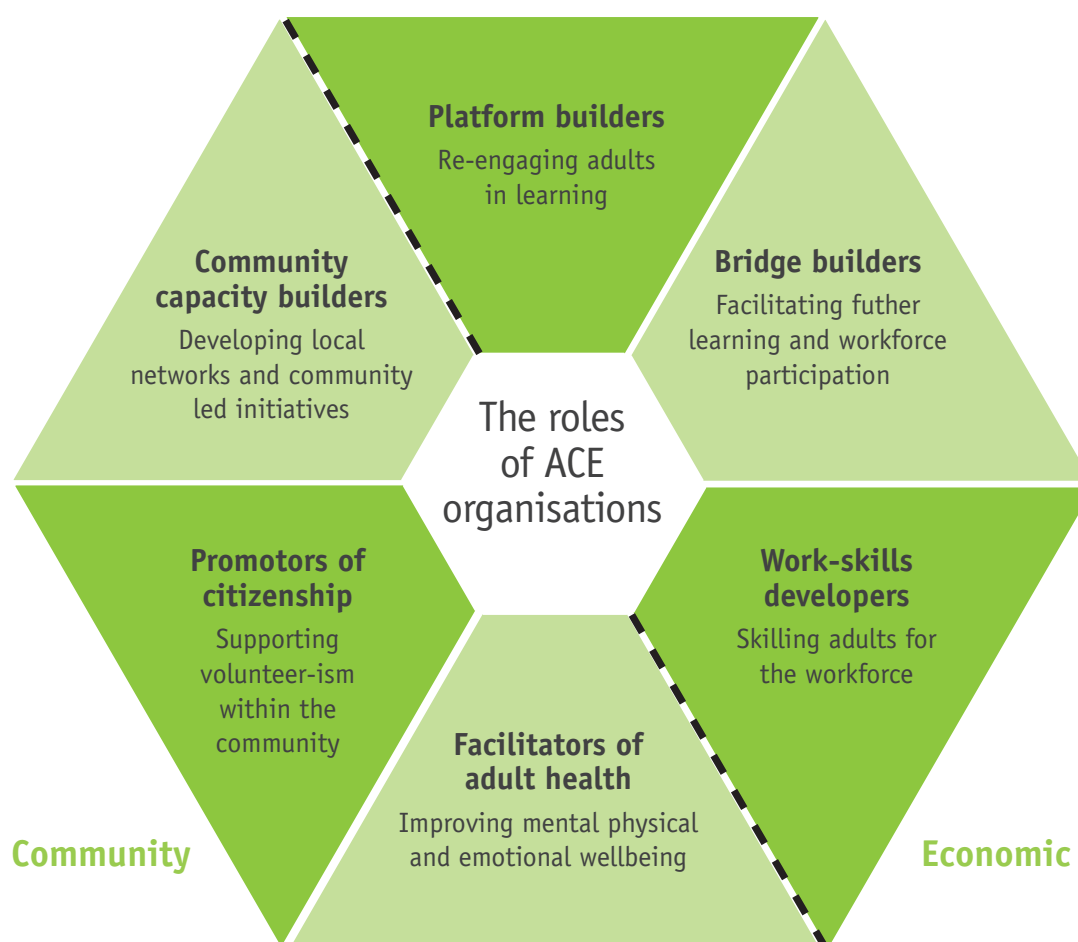 Platform builders
Re-engaging adults
in learning
Community
capacity builders
Developing local
networks and community
led initiatives
Bridge builders
Facilitating futher
learning and workforce
participation
The roles
of ACE
organisations
Promotors of
citizenship
Supporting
volunteer-ism
within the
community
Work-skills
developers
Skilling adults for
the workforce
Facilitators of
adult health
Improving mental physical
and emotional wellbeing
Community
Economic